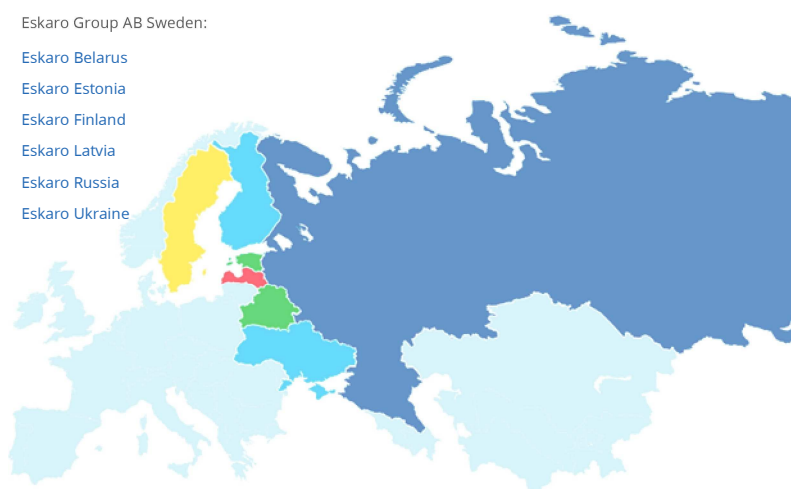 Eskaro Group AB Sweden:
Eskaro Belarus
Eskaro Estonia
Eskaro Finland
Eskaro Latvia
Eskaro Russia
Eskaro Ukraine